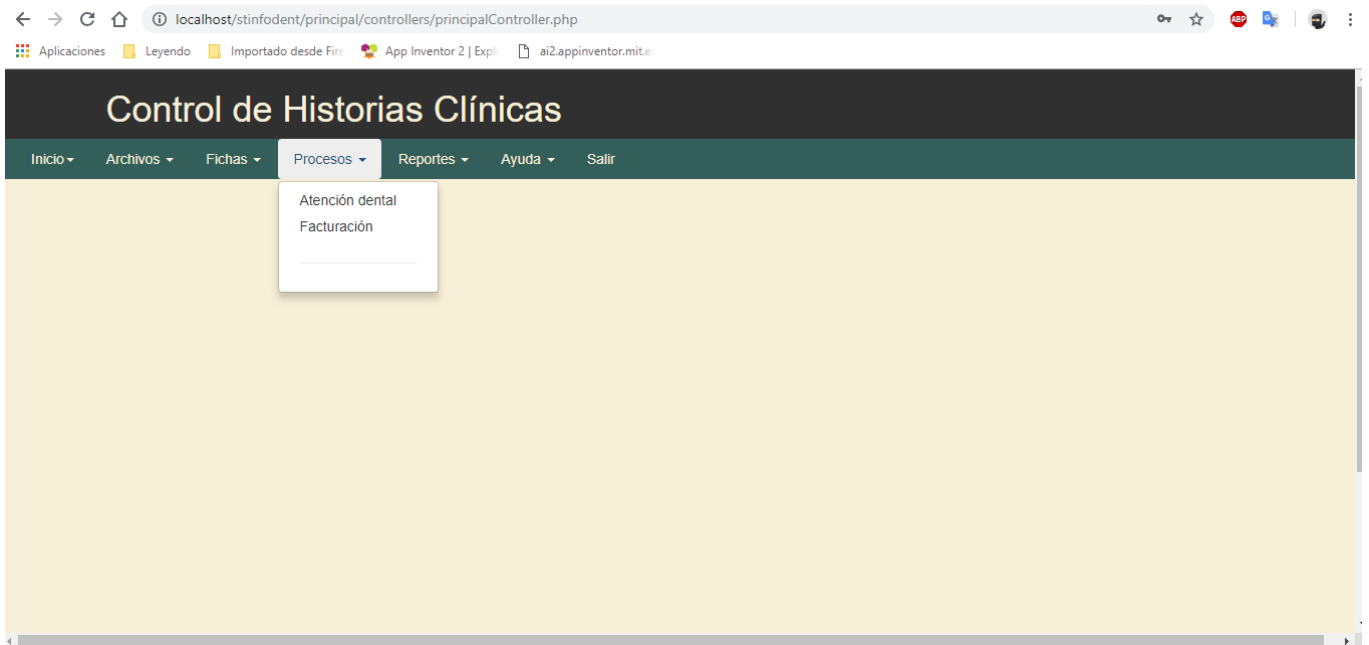 localhost/stinfodent/principal/controllers/principalController.php
ABP
Aplicaciones Leyendo Importado desde Fire App Inventor 2 | Expl ai2.appinventor.mit.e
Control de Historias Clínicas
Inicio Archivos Fichas Procesos Reportes Ayuda Salir
Atención dental
Facturación